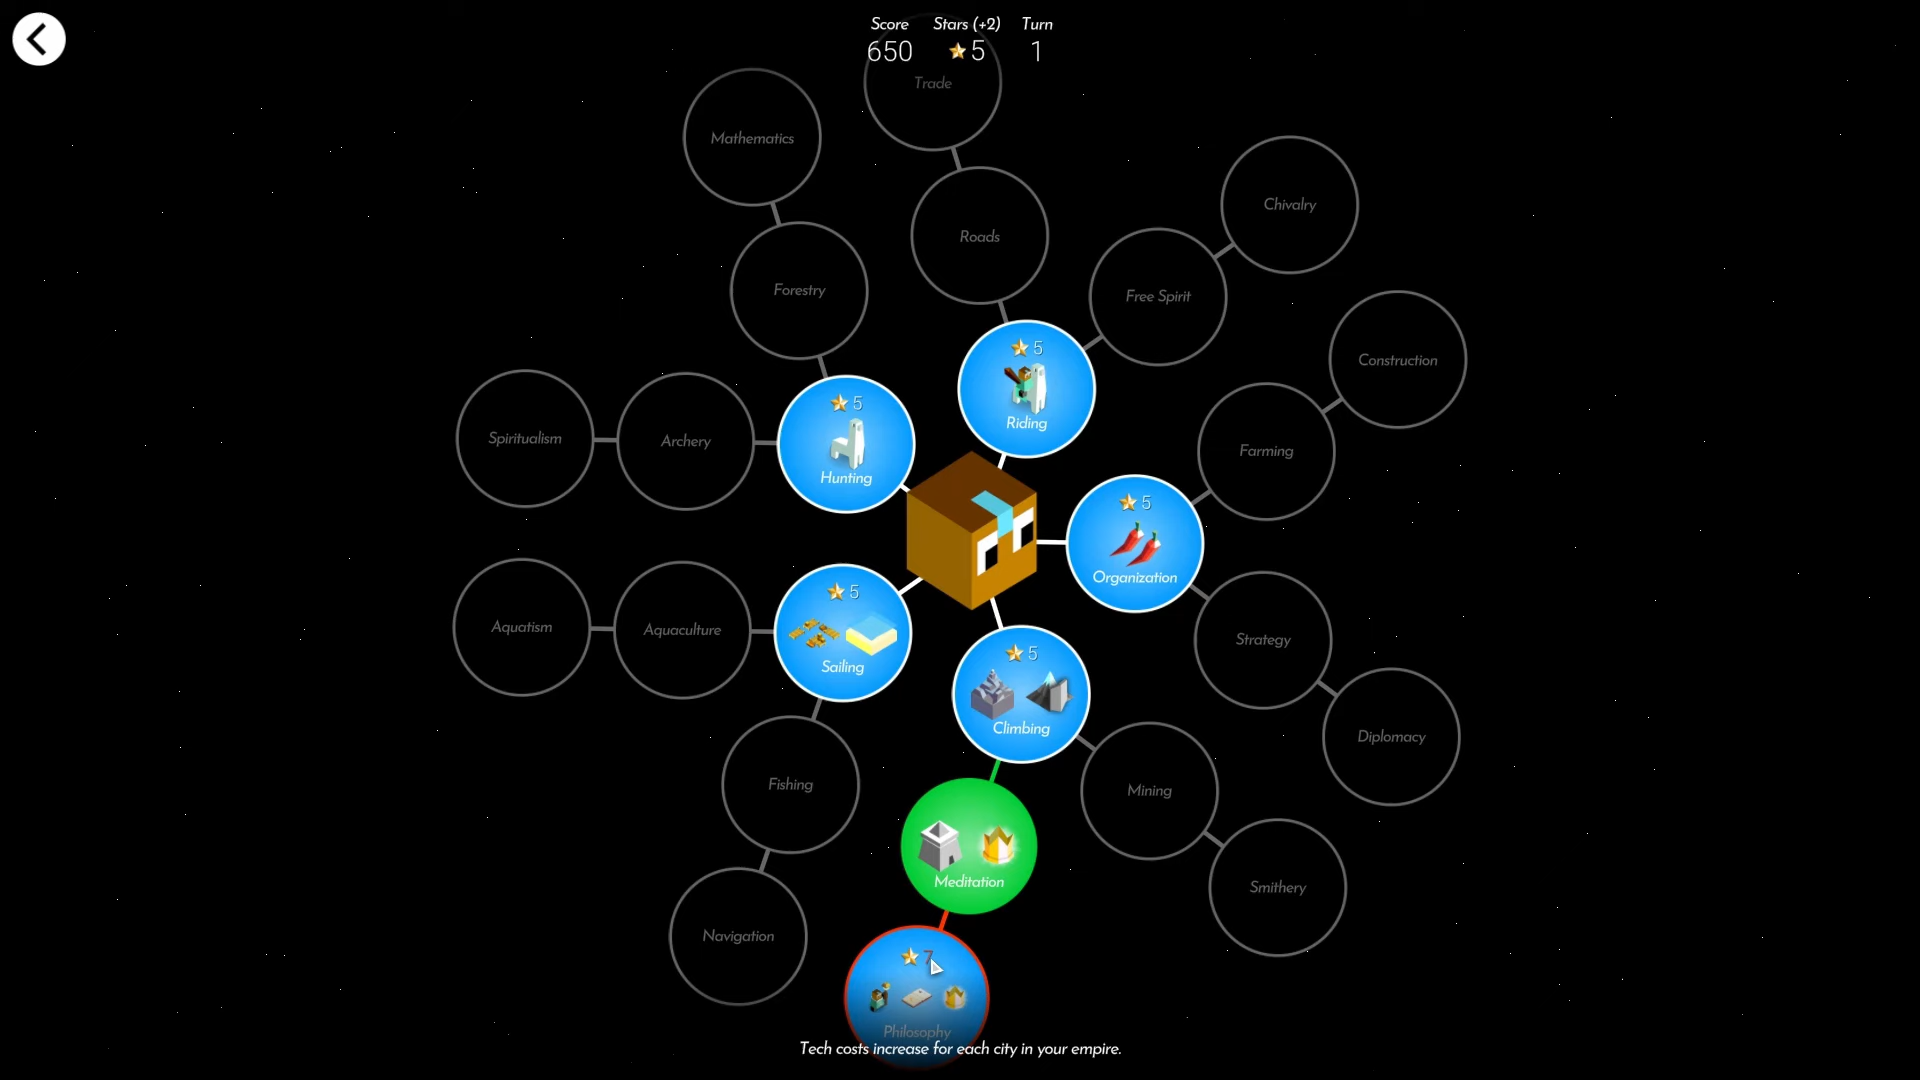 Score Stars (+2) Turn
650 5 1
Trade
Mathematics
Chivalry
Roads
Forestry
Free Spirit
5
Riding
Construction
5
Hunting
Spiritualism
Archery
Farming
5
Organization
5
Sailing
Aquatism
Aquaculture
Strategy
5
Climbing
Diplomacy
Fishing
Mining
Meditation
Smithery
Navigation
7
Philosophy
Tech costs increase for each city in your empire.